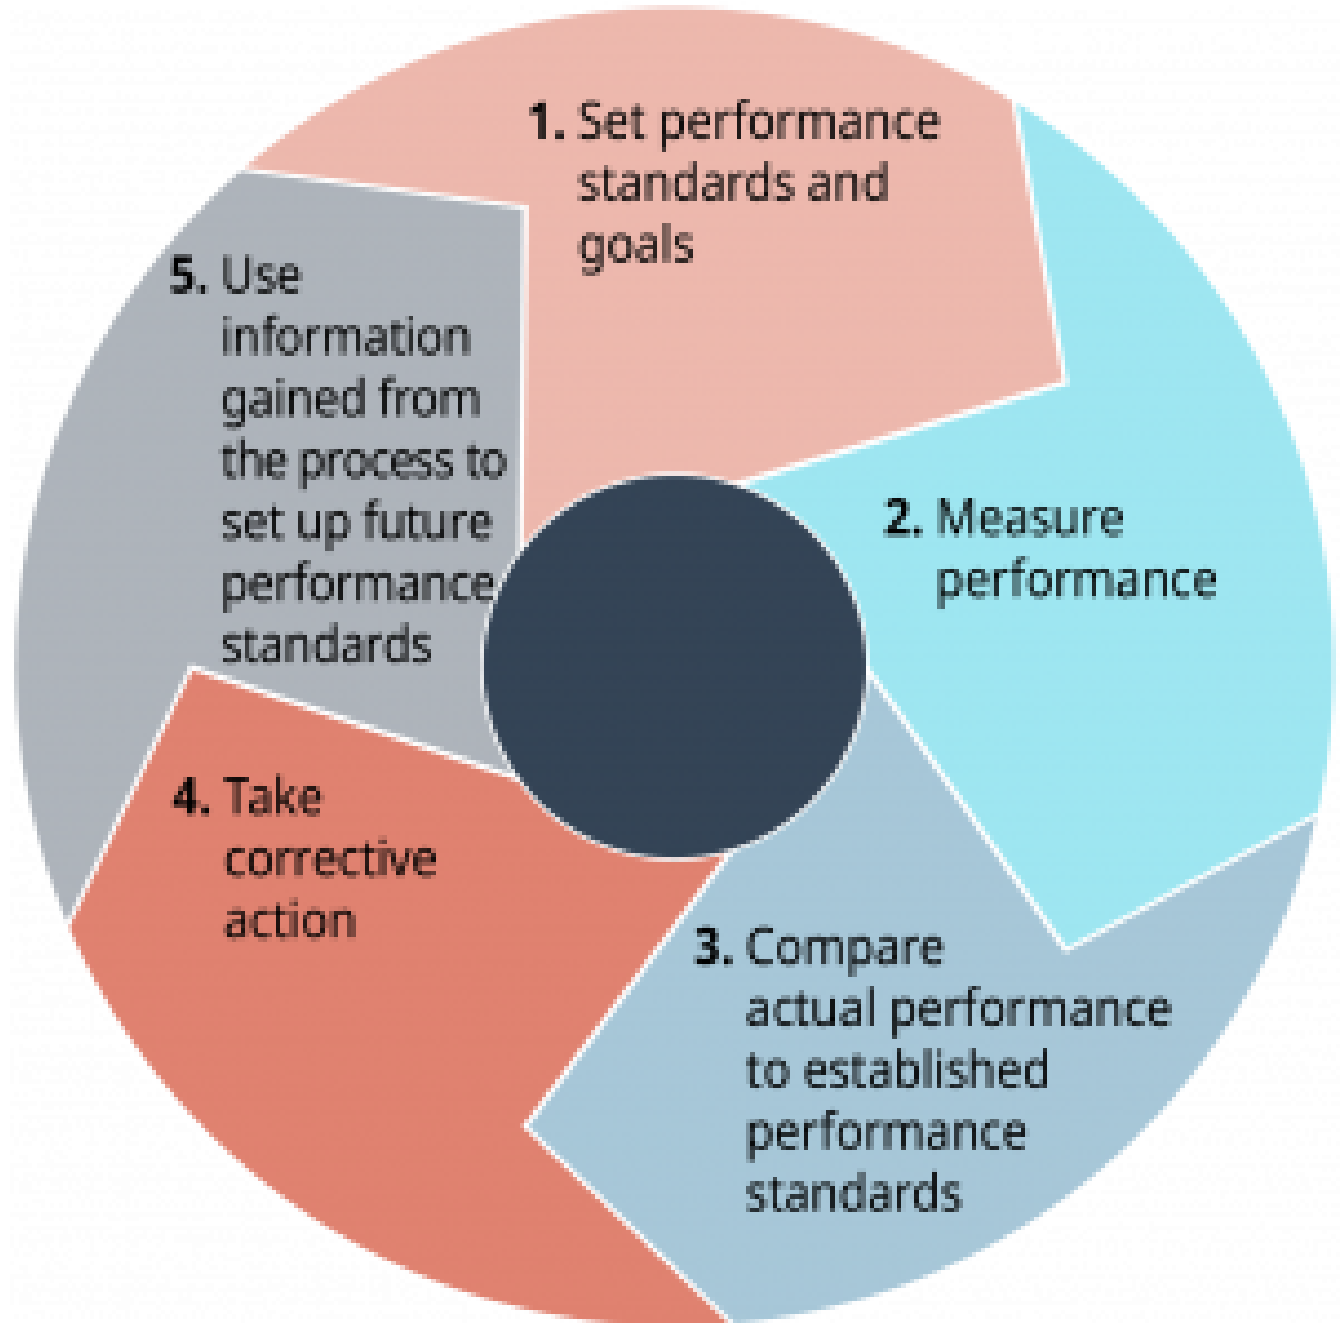 1. Set performance
standards and
goals
2. Measure
performance
3. Compare
actual performance
to established
performance
standards
4. Take
corrective
action
5. Use
information
gained from
the process to
set up future
performance
standards